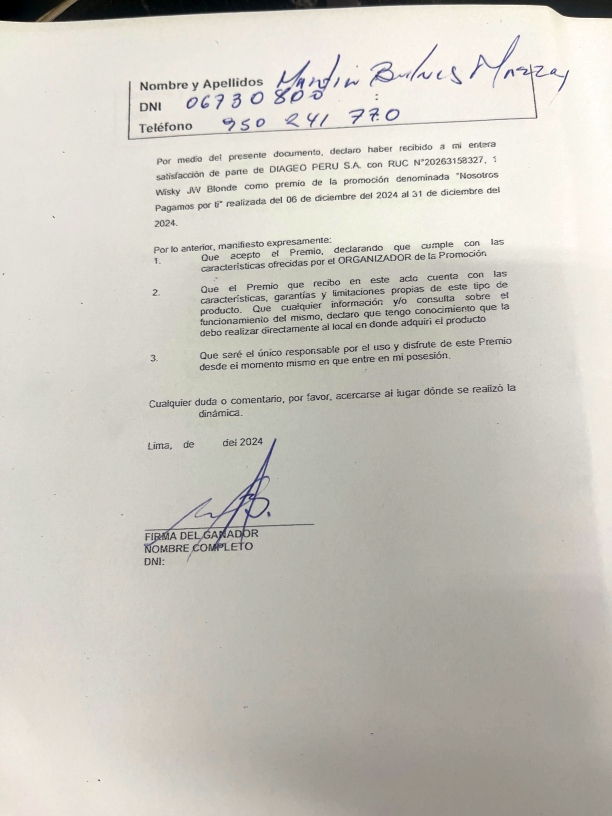 Nombre y Apellidos Martin Bulnes
DNI 06730800
Teléfono 950 241 770
Por medio del presente documento, declaro haber recibido a mi entera
satisfacción de parte de DIAGEO PERU S.A. con RUC N°20263158327, 1
Wisky JW Blonde como premio de la promoción denominada "Nosotros
Pagamos por ti" realizada del 06 de diciembre del 2024 al 31 de diciembre del
2024.
Por lo anterior, manifiesto expresamente:
1. Que acepto el Premio, declarando que cumple con las
características ofrecidas por el ORGANIZADOR de la Promoción
2. Que el Premio que recibo en este acto cuenta con las
características, garantías y limitaciones propias de este tipo de
producto. Que cualquier información y/o consulta sobre el
funcionamiento del mismo, declaro que tengo conocimiento que la
debo realizar directamente al local en donde adquirí el producto
3. Que seré el único responsable por el uso y disfrute de este Premio
desde el momento mismo en que entre en mi posesión.
Cualquier duda o comentario, por favor, acercarse al lugar dónde se realizó la
dinámica.
Lima, de del 2024
FIRMA DEL GANADOR
NOMBRE COMPLETO
DNI: